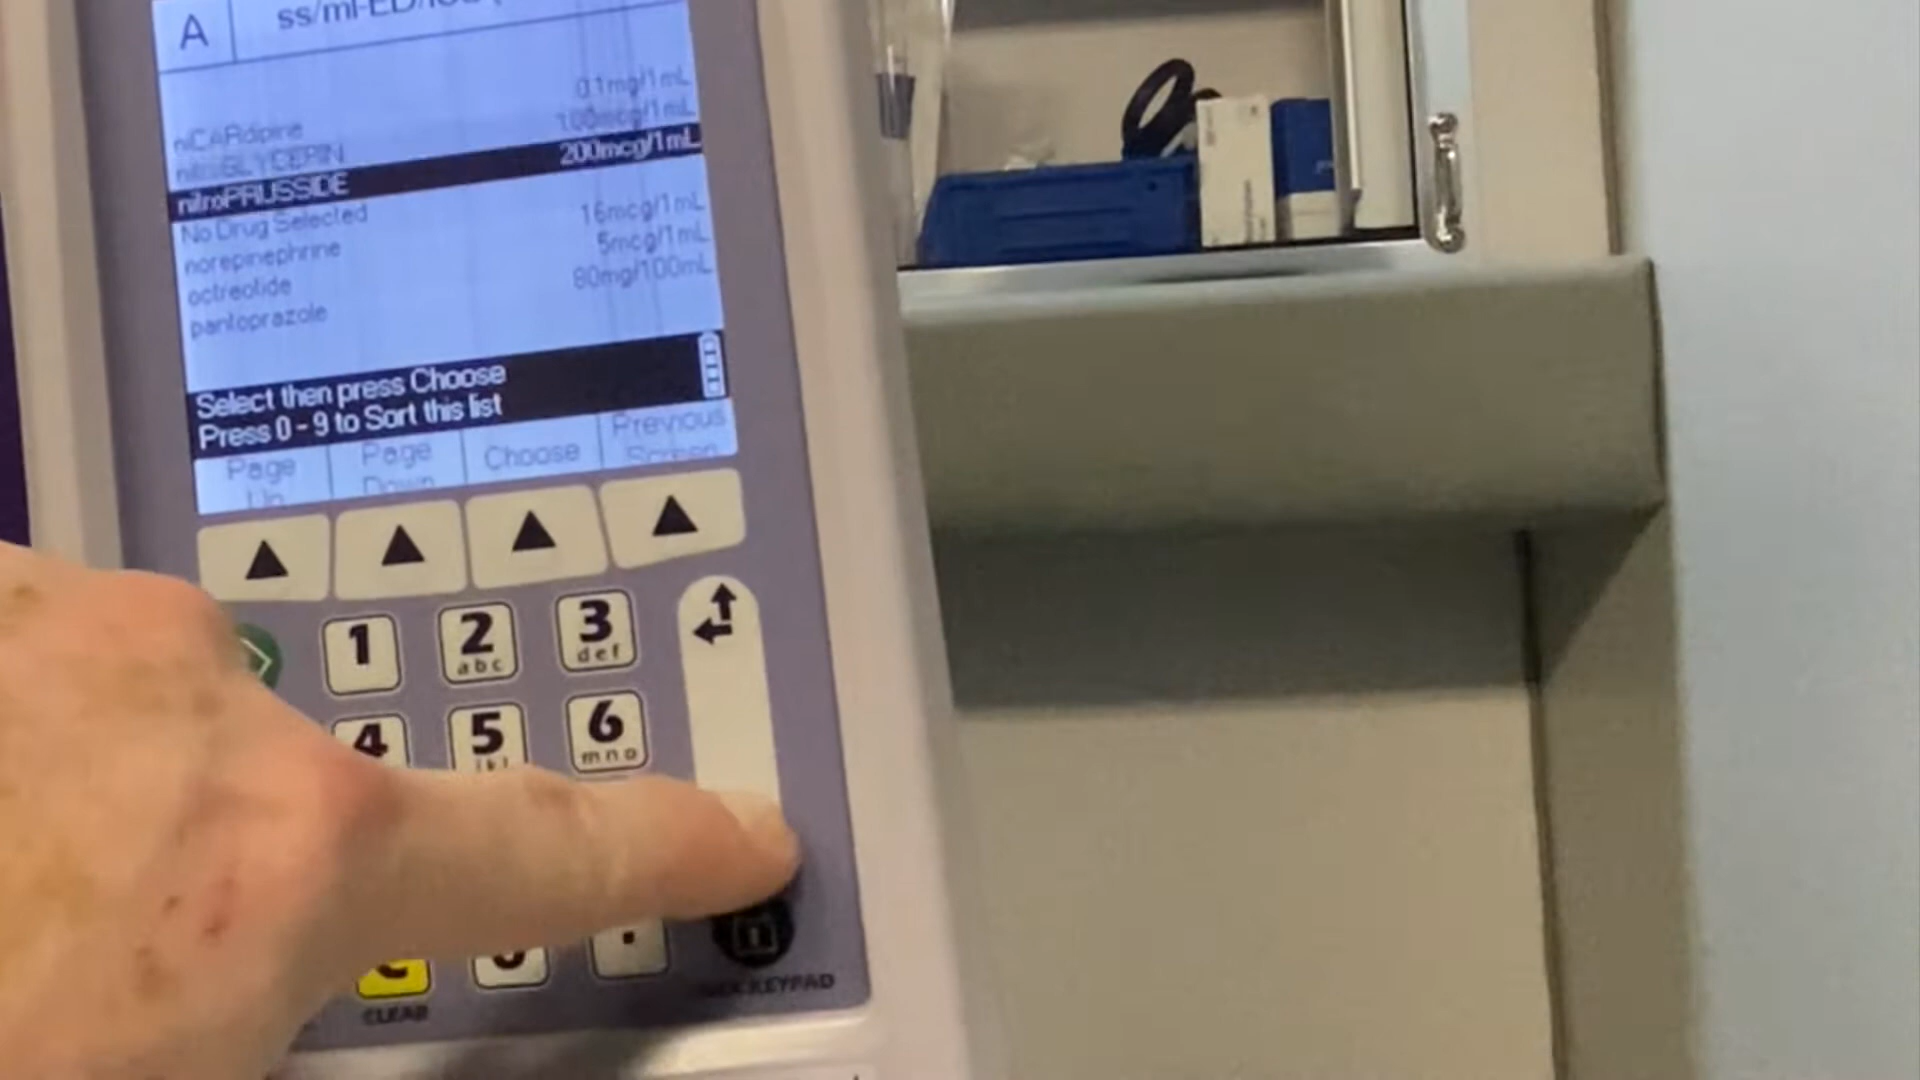 A
niCARdipine 0.1mg/1mL
nitroGLYCERIN 100mcg/1mL
nitroPRUSSIDE 200mcg/1mL
No Drug Selected
norepinephrine 16mcg/1mL
octreotide 5mcg/1mL
pantoprazole 80mg/100mL
Select then press Choose
Press 0 - 9 to Sort this list
Page Up
Page Down
Choose
Previous Screen
1
2
abc
3
def
4
5
jkl
6
mno
C
CLEAR
KEYPAD